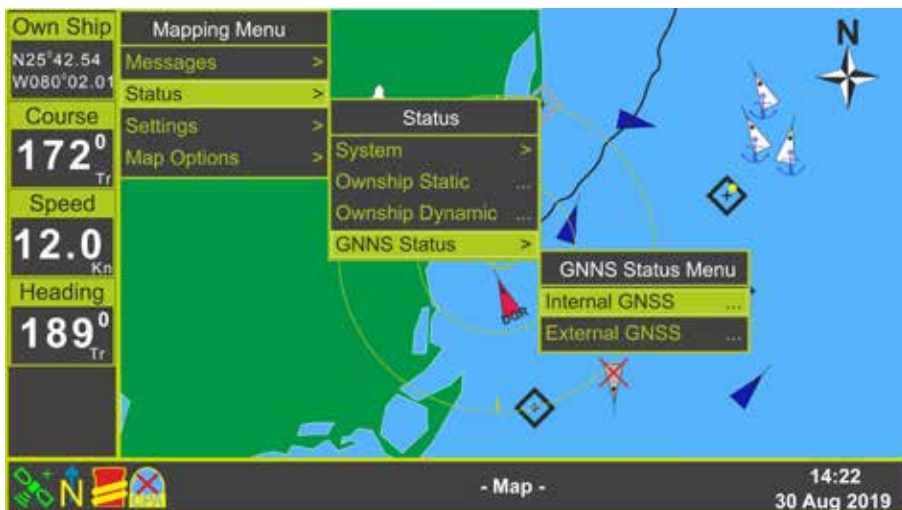 Own Ship
N25°42.54
W080°02.01
Course
172°
Tr
Speed
12.0
Kn
Heading
189°
Tr
Mapping Menu
Messages >
Status >
Settings >
Map Options >
Status
System >
Ownship Static ...
Ownship Dynamic ...
GNNS Status >
GNNS Status Menu
Internal GNSS ...
External GNSS ...
N
N
- Map -
14:22
30 Aug 2019